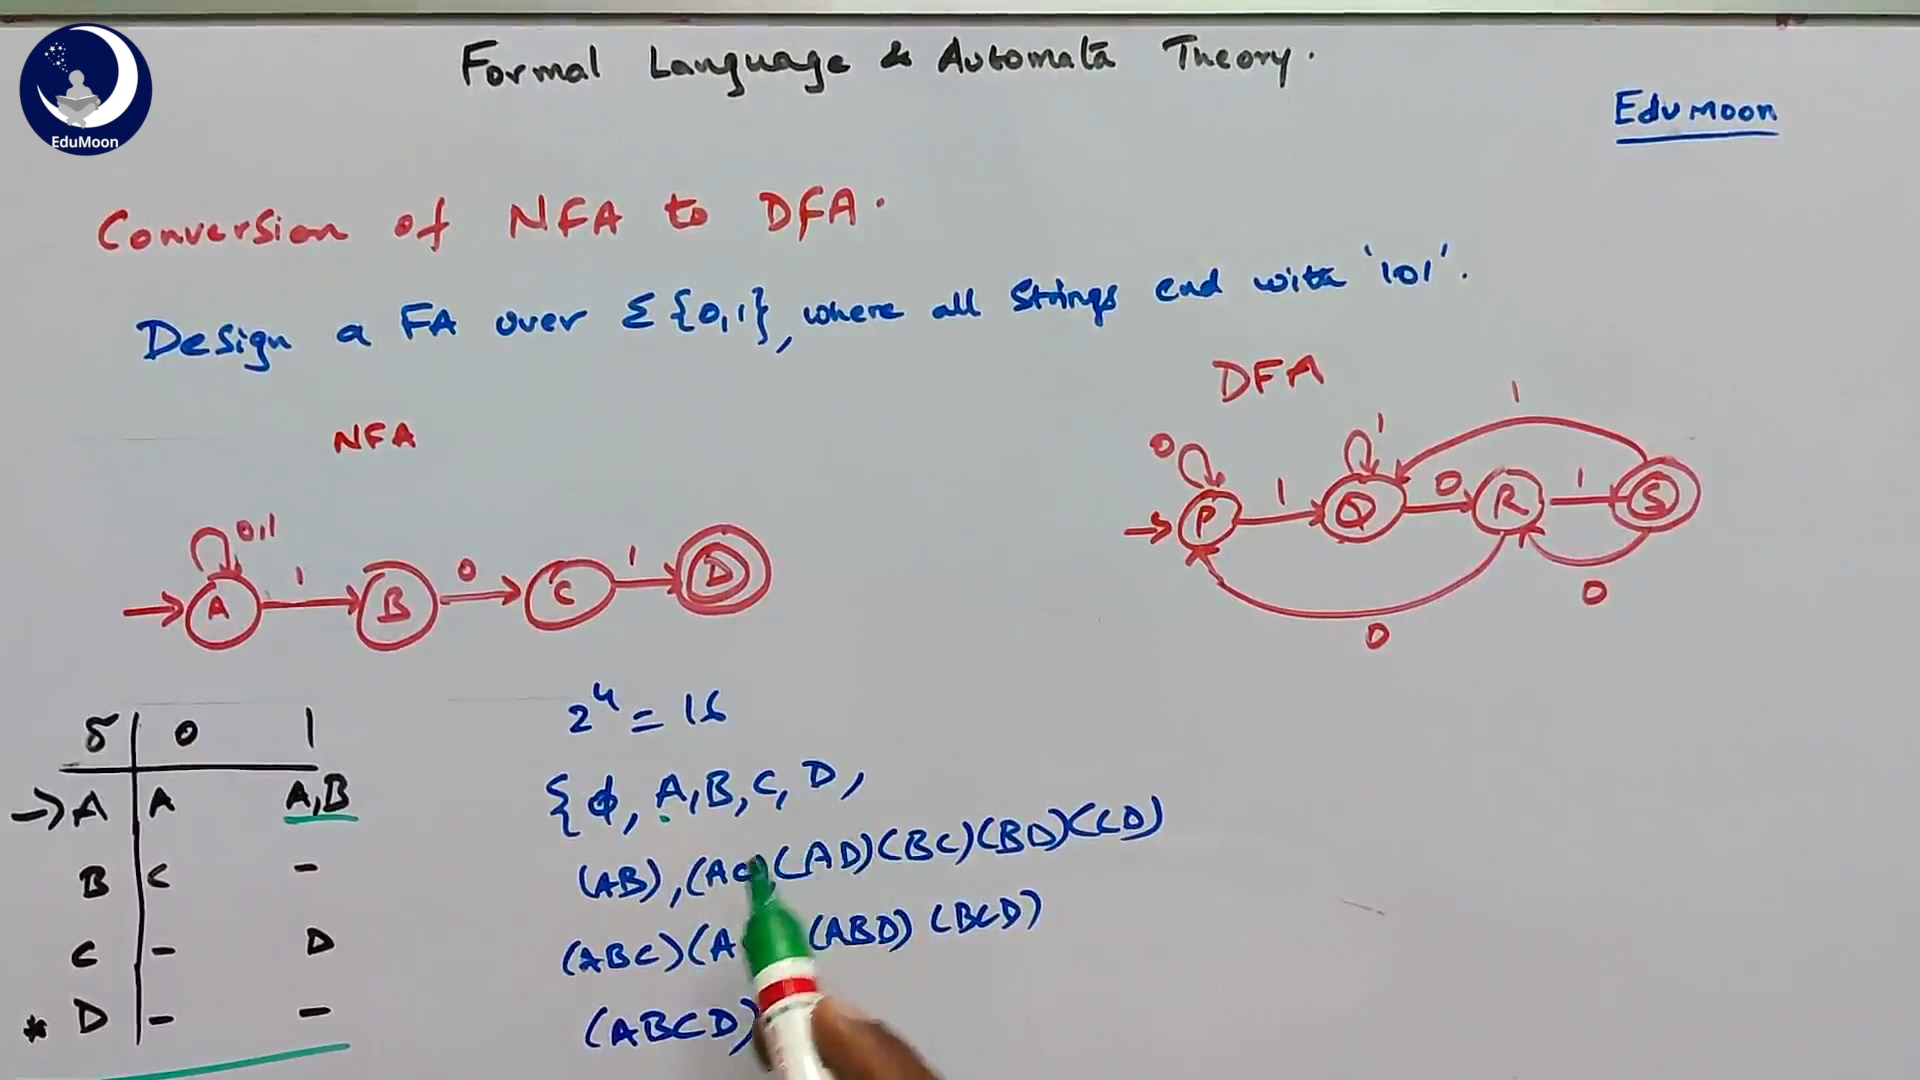 EduMoon
Formal Language & Automata Theory.
Edu Moon
Conversion of NFA to DFA.
Design a FA over Σ {0,1}, where all strings end with '101'.
NFA
0,1
→ A 1 B 0 C 1 D
DFA
1
0 1
→ P 1 Q 0 R 1 S
0
0
δ 0 1
→A A A,B
B C -
C - D
* D - -
2⁴ = 16
{ϕ, A, B, C, D,
(AB), (AC) (AD) (BC) (BD) (CD)
(ABC) (A (ABD) (BCD)
(ABCD)